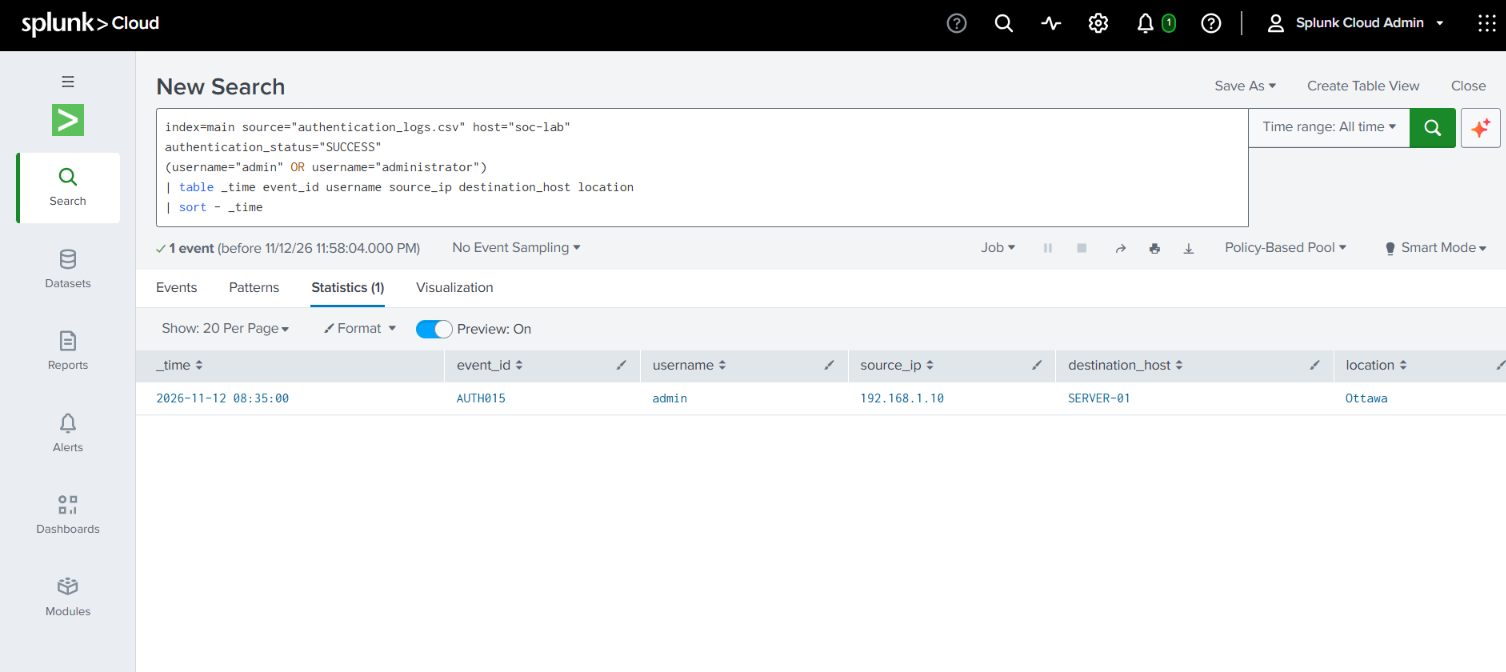 splunk>Cloud
1
Splunk Cloud Admin
New Search
Save As
Create Table View
Close
index=main source="authentication_logs.csv" host="soc-lab"
authentication_status="SUCCESS"
(username="admin" OR username="administrator")
| table _time event_id username source_ip destination_host location
| sort - _time
Time range: All time
1 event (before 11/12/26 11:58:04.000 PM)
No Event Sampling
Job
Policy-Based Pool
Smart Mode
Events
Patterns
Statistics (1)
Visualization
Show: 20 Per Page
Format
Preview: On
_time
event_id
username
source_ip
destination_host
location
2026-11-12 08:35:00
AUTH015
admin
192.168.1.10
SERVER-01
Ottawa
Search
Datasets
Reports
Alerts
Dashboards
Modules